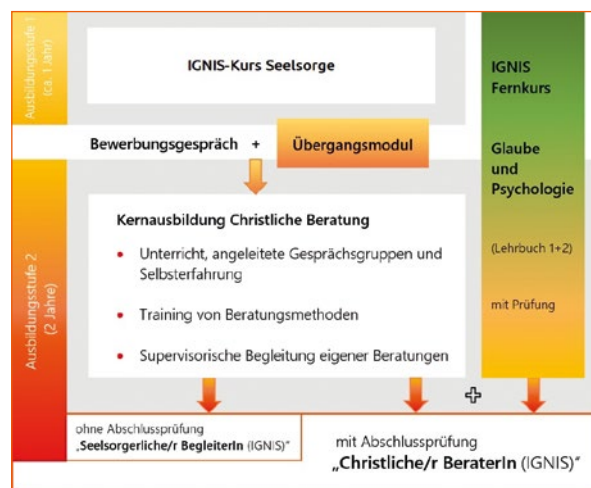 Ausbildungsstufe 1
(ca. 1 Jahr)
IGNIS-Kurs Seelsorge
Bewerbungsgespräch +
Übergangsmodul
Ausbildungsstufe 2
(2 Jahre)
Kernausbildung Christliche Beratung
• Unterricht, angeleitete Gesprächsgruppen und
Selbsterfahrung
• Training von Beratungsmethoden
• Supervisorische Begleitung eigener Beratungen
IGNIS
Fernkurs
Glaube
und
Psychologie
(Lehrbuch 1+2)
mit Prüfung
ohne Abschlussprüfung
„Seelsorgerliche/r BegleiterIn (IGNIS)“
mit Abschlussprüfung
„Christliche/r BeraterIn (IGNIS)“